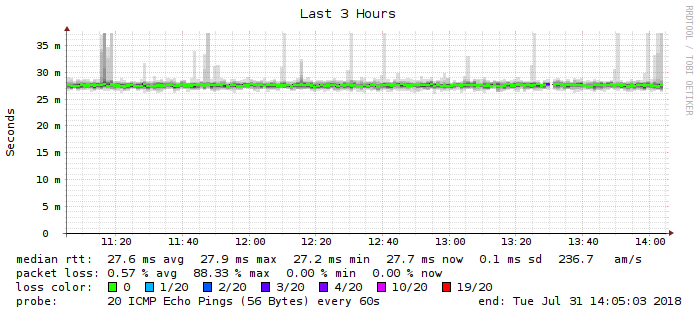 Last 3 Hours
RRDTOOL / TOBI OETIKER
Seconds
35 m
30 m
25 m
20 m
15 m
10 m
5 m
0
11:20 11:40 12:00 12:20 12:40 13:00 13:20 13:40 14:00
median rtt: 27.6 ms avg 27.9 ms max 27.2 ms min 27.7 ms now 0.1 ms sd 236.7 am/s
packet loss: 0.57 % avg 88.33 % max 0.00 % min 0.00 % now
loss color: 0 1/20 2/20 3/20 4/20 10/20 19/20
probe: 20 ICMP Echo Pings (56 Bytes) every 60s end: Tue Jul 31 14:05:03 2018